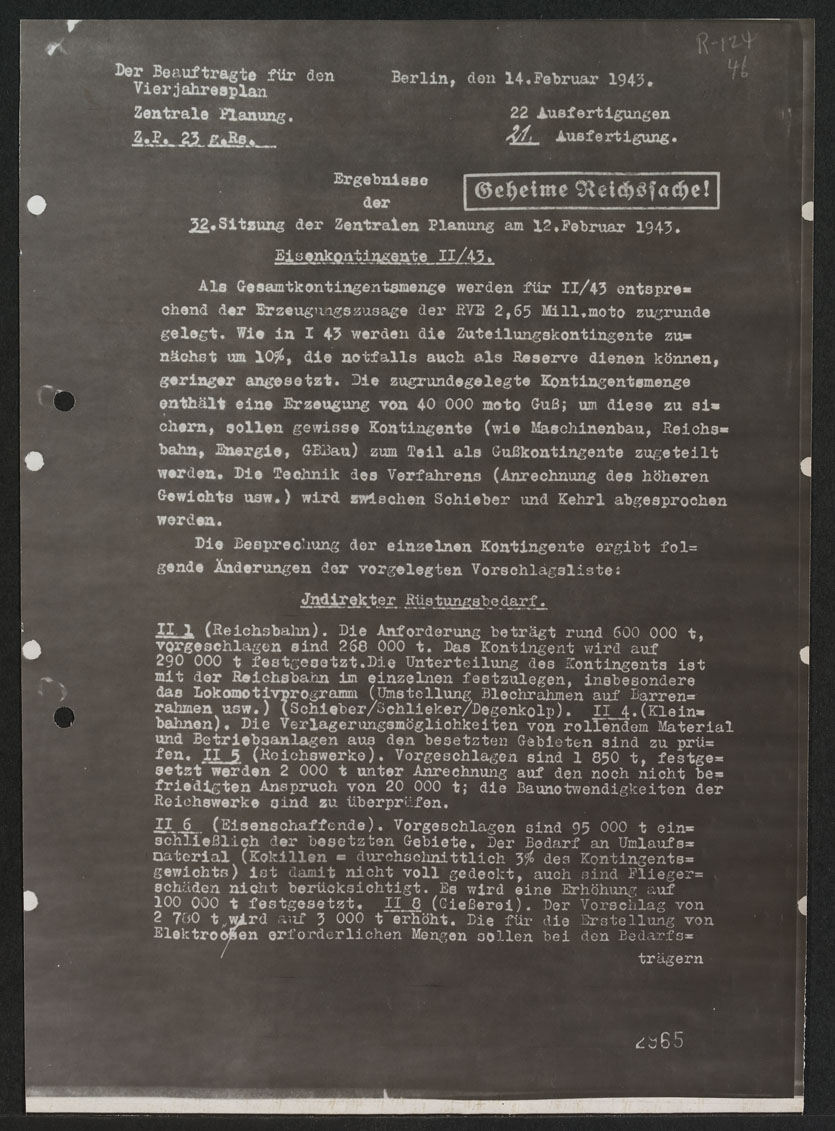 R-124
46
Der Beauftragte für den
Vierjahresplan
Berlin, den 14.Februar 1943.
Zentrale Planung.
22 Ausfertigungen
Z.P. 23 g.Rs.
21. Ausfertigung.
Ergebnisse
Geheime Reichssache!
der
32.Sitzung der Zentralen Planung am 12.Februar 1943.
Eisenkontingente II/43.
Als Gesamtkontingentsmenge werden für II/43 entspre=
chend der Erzeugungszusage der RVE 2,65 Mill.moto zugrunde
gelegt. Wie in I 43 werden die Zuteilungskontingente zu=
nächst um 10%, die notfalls auch als Reserve dienen können,
geringer angesetzt. Die zugrundegelegte Kontingentsmenge
enthält eine Erzeugung von 40 000 moto Guß; um diese zu si=
chern, sollen gewisse Kontingente (wie Maschinenbau, Reichs=
bahn, Energie, GBBau) zum Teil als Gußkontingente zugeteilt
werden. Die Technik des Verfahrens (Anrechnung des höheren
Gewichts usw.) wird zwischen Schieber und Kehrl abgesprochen
werden.
Die Besprechung der einzelnen Kontingente ergibt fol=
gende Änderungen der vorgelegten Vorschlagsliste:
Jndirekter Rüstungsbedarf.
II 1 (Reichsbahn). Die Anforderung beträgt rund 600 000 t,
vorgeschlagen sind 268 000 t. Das Kontingent wird auf
290 000 t festgesetzt.Die Unterteilung des Kontingents ist
mit der Reichsbahn im einzelnen festzulegen, insbesondere
das Lokomotivprogramm (Umstellung Blechrahmen auf Barren=
rahmen usw.) (Schieber/Schlieker/Degenkolp). II 4.(Klein=
bahnen). Die Verlagerungsmöglichkeiten von rollendem Material
und Betriebsanlagen aus den besetzten Gebieten sind zu prü=
fen. II 5 (Reichswerke). Vorgeschlagen sind 1 850 t, festge=
setzt werden 2 000 t unter Anrechnung auf den noch nicht be=
friedigten Anspruch von 20 000 t; die Baunotwendigkeiten der
Reichswerke sind zu überprüfen.
II 6 (Eisenschaffende). Vorgeschlagen sind 95 000 t ein=
schließlich der besetzten Gebiete. Der Bedarf an Umlaufs=
material (Kokillen = durchschnittlich 3% des Kontingents=
gewichts) ist damit nicht voll gedeckt, auch sind Flieger=
schäden nicht berücksichtigt. Es wird eine Erhöhung auf
100 000 t festgesetzt. II 8 (Gießerei). Der Vorschlag von
2 780 t wird auf 3 000 t erhöht. Die für die Erstellung von
Elektroofen erforderlichen Mengen sollen bei den Bedarfs=
trägern
2965